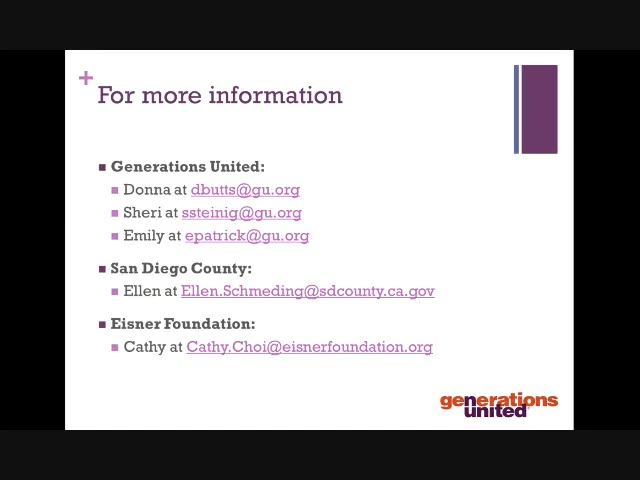 +
For more information
Generations United:
Donna at dbutts@gu.org
Sheri at ssteinig@gu.org
Emily at epatrick@gu.org
San Diego County:
Ellen at Ellen.Schmeding@sdcounty.ca.gov
Eisner Foundation:
Cathy at Cathy.Choi@eisnerfoundation.org
generations
united